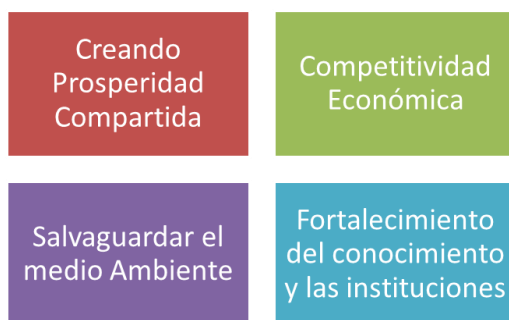 Creando
Prosperidad
Compartida
Competitividad
Económica
Salvaguardar el
medio Ambiente
Fortalecimiento
del conocimiento
y las instituciones